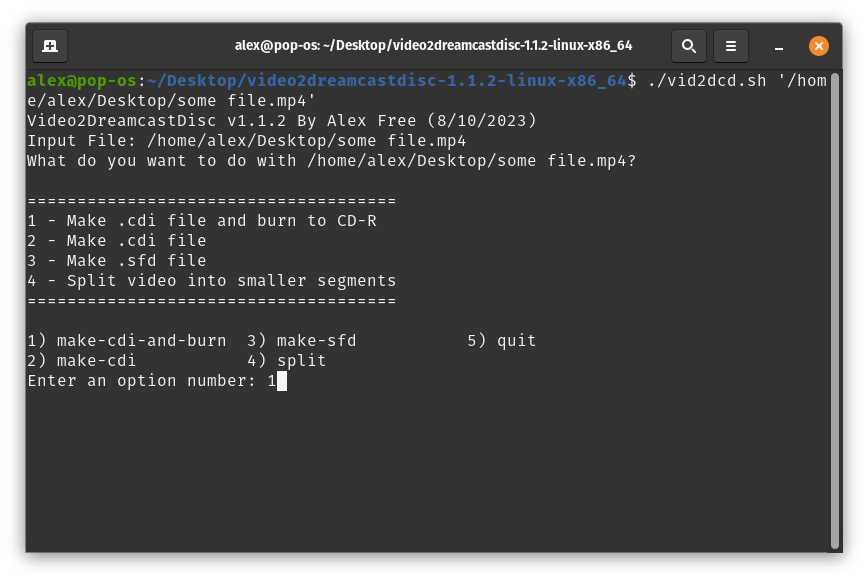 alex@pop-os: ~/Desktop/video2dreamcastdisc-1.1.2-linux-x86_64
alex@pop-os:~/Desktop/video2dreamcastdisc-1.1.2-linux-x86_64$ ./vid2dcd.sh '/hom
e/alex/Desktop/some file.mp4'
Video2DreamcastDisc v1.1.2 By Alex Free (8/10/2023)
Input File: /home/alex/Desktop/some file.mp4
What do you want to do with /home/alex/Desktop/some file.mp4?
=====================================
1 - Make .cdi file and burn to CD-R
2 - Make .cdi file
3 - Make .sfd file
4 - Split video into smaller segments
=====================================
1) make-cdi-and-burn  3) make-sfd           5) quit
2) make-cdi           4) split
Enter an option number: 1